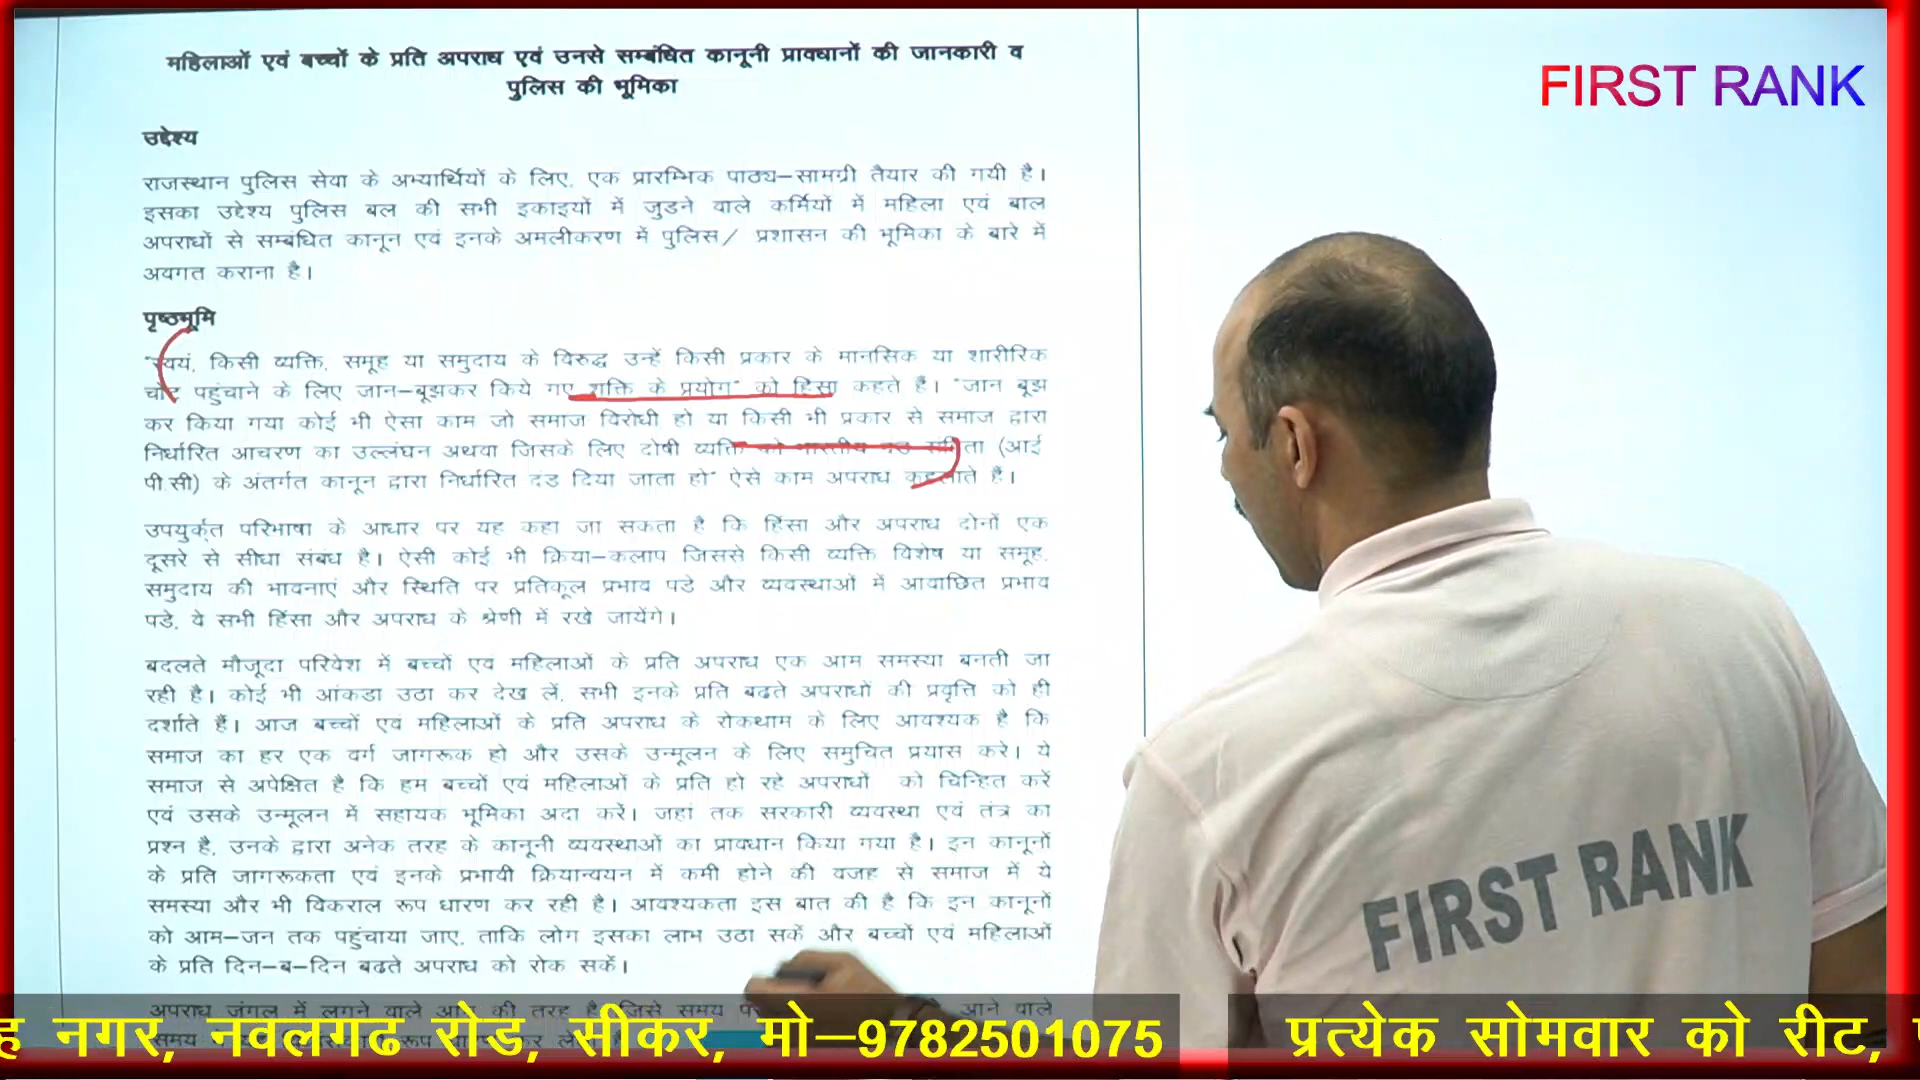 महिलाओं एवं बच्चों के प्रति अपराध एवं उनसे सम्बंधित कानूनी प्रावधानों की जानकारी व
पुलिस की भूमिका
FIRST RANK
उद्देश्य
राजस्थान पुलिस सेवा के अभ्यार्थियों के लिए, एक प्रारम्भिक पाठ्य–सामग्री तैयार की गयी है।
इसका उद्देश्य पुलिस बल की सभी इकाइयों में जुडने वाले कर्मियों में महिला एवं बाल
अपराधों से सम्बंधित कानून एवं इनके अमलीकरण में पुलिस/ प्रशासन की भूमिका के बारे में
अवगत कराना है।
पृष्ठभूमि
"स्वयं, किसी व्यक्ति, समूह या समुदाय के विरुद्ध उन्हें किसी प्रकार के मानसिक या शारीरिक
चोट पहुंचाने के लिए जान–बूझकर किये गए शक्ति के प्रयोग" को हिंसा कहते हैं। "जान बूझ
कर किया गया कोई भी ऐसा काम जो समाज विरोधी हो या किसी भी प्रकार से समाज द्वारा
निर्धारित आचरण का उल्लंघन अथवा जिसके लिए दोषी व्यक्ति को भारतीय दंड संहिता (आई
पी.सी) के अंतर्गत कानून द्वारा निर्धारित दंड दिया जाता हो" ऐसे काम अपराध कहलाते हैं।
उपयुर्क्त परिभाषा के आधार पर यह कहा जा सकता है कि हिंसा और अपराध दोनों एक
दूसरे से सीधा संबंध है। ऐसी कोई भी क्रिया–कलाप जिससे किसी व्यक्ति विशेष या समूह,
समुदाय की भावनाएं और स्थिति पर प्रतिकूल प्रभाव पडे और व्यवस्थाओं में आवाछित प्रभाव
पडे, वे सभी हिंसा और अपराध के श्रेणी में रखे जायेंगे।
बदलते मौजूदा परिवेश में बच्चों एवं महिलाओं के प्रति अपराध एक आम समस्या बनती जा
रही है। कोई भी आंकडा उठा कर देख लें, सभी इनके प्रति बढते अपराधों की प्रवृत्ति को ही
दर्शाते हैं। आज बच्चों एवं महिलाओं के प्रति अपराध के रोकथाम के लिए आवश्यक है कि
समाज का हर एक वर्ग जागरूक हो और उसके उन्मूलन के लिए समुचित प्रयास करे। ये
समाज से अपेक्षित है कि हम बच्चों एवं महिलाओं के प्रति हो रहे अपराधों को चिन्हित करें
एवं उसके उन्मूलन में सहायक भूमिका अदा करें। जहां तक सरकारी व्यवस्था एवं तंत्र का
प्रश्न है, उनके द्वारा अनेक तरह के कानूनी व्यवस्थाओं का प्रावधान किया गया है। इन कानूनों
के प्रति जागरूकता एवं इनके प्रभावी क्रियान्वयन में कमी होने की वजह से समाज में ये
समस्या और भी विकराल रूप धारण कर रही है। आवश्यकता इस बात की है कि इन कानूनों
को आम–जन तक पहुंचाया जाए, ताकि लोग इसका लाभ उठा सकें और बच्चों एवं महिलाओं
के प्रति दिन–ब–दिन बढते अपराध को रोक सकें।
अपराध जंगल में लगने वाले की तरह है जिसे समय आने वाले
समय रूप
FIRST RANK
नगर, नवलगढ रोड, सीकर, मो–9782501075 प्रत्येक सोमवार को रीट,